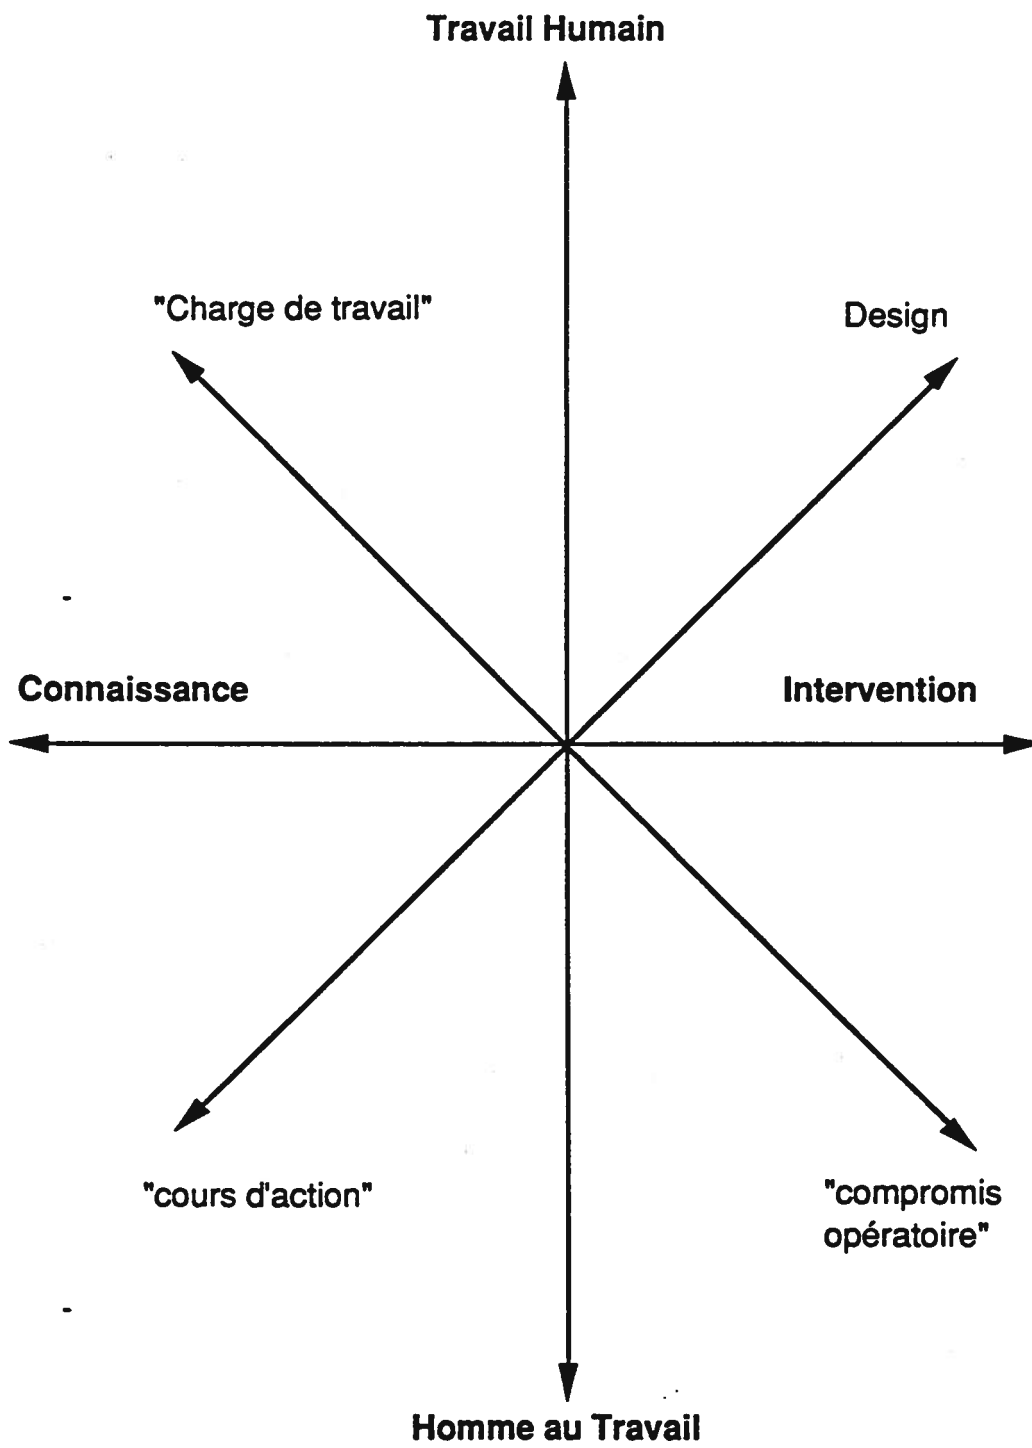 Travail Humain
"Charge de travail"
Design
Connaissance
Intervention
"cours d'action"
"compromis
opératoire"
Homme au Travail